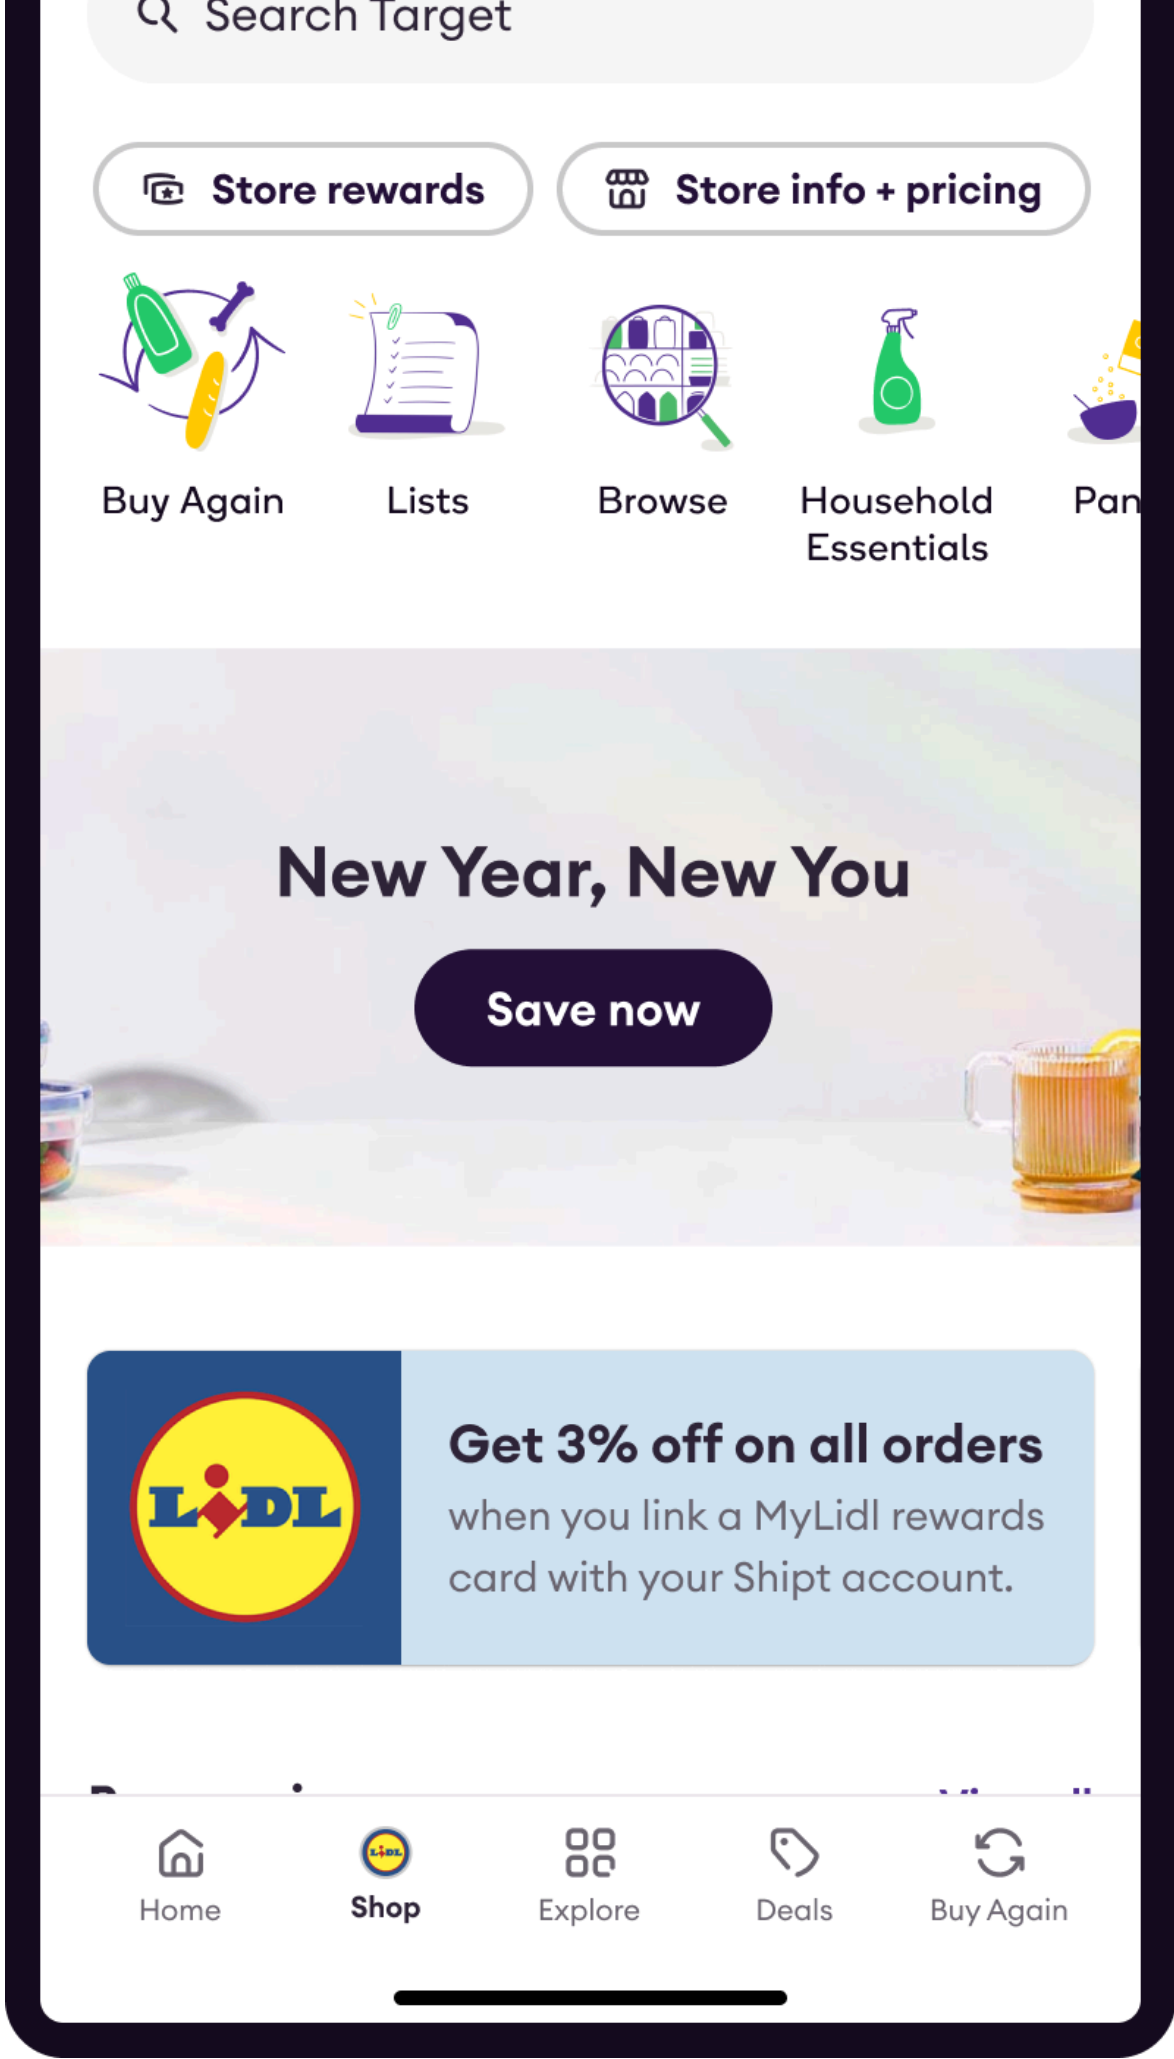 Search Target
Store rewards
Store info + pricing
Buy Again
Lists
Browse
Household
Essentials
Pan
New Year, New You
Save now
LIDL
Get 3% off on all orders
when you link a MyLidl rewards
card with your Shipt account.
Home
LIDL
Shop
Explore
Deals
Buy Again